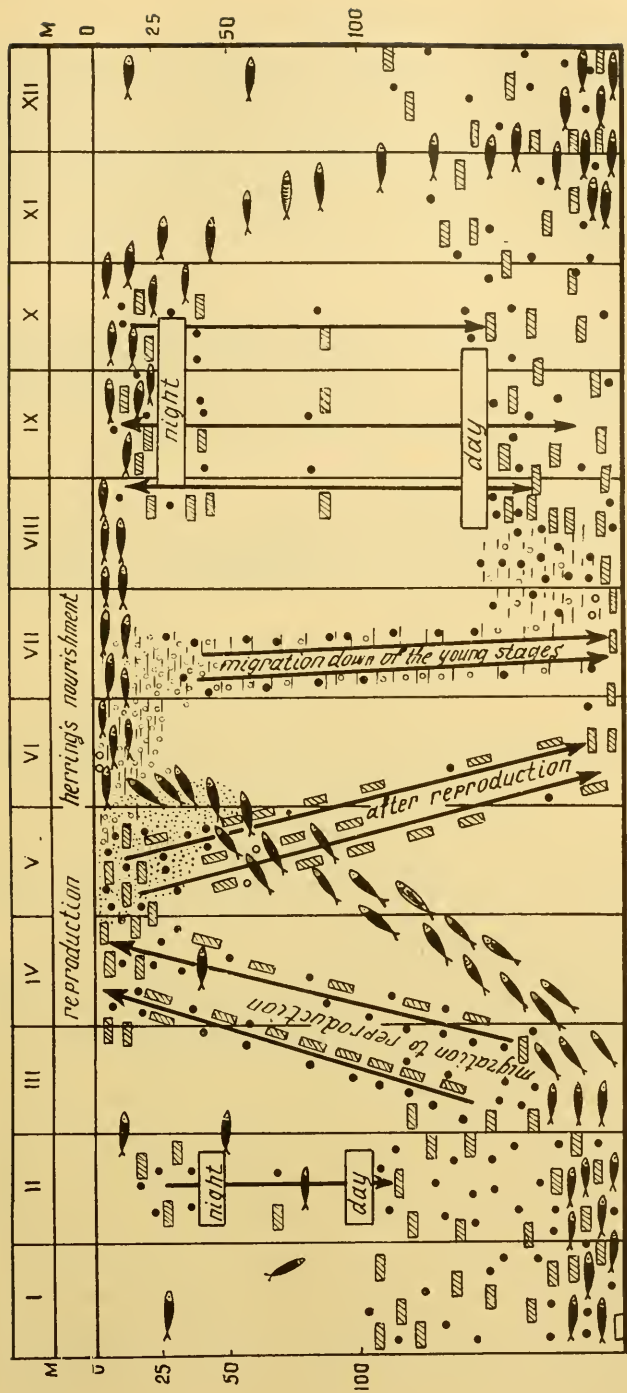 M I II III IV V VI VII VIII IX X XI XII M
reproduction herring's nourishment
0 0
25 25
50 50
100 100
night
day
migration to reproduction
after reproduction
migration down of the young stages
night
day